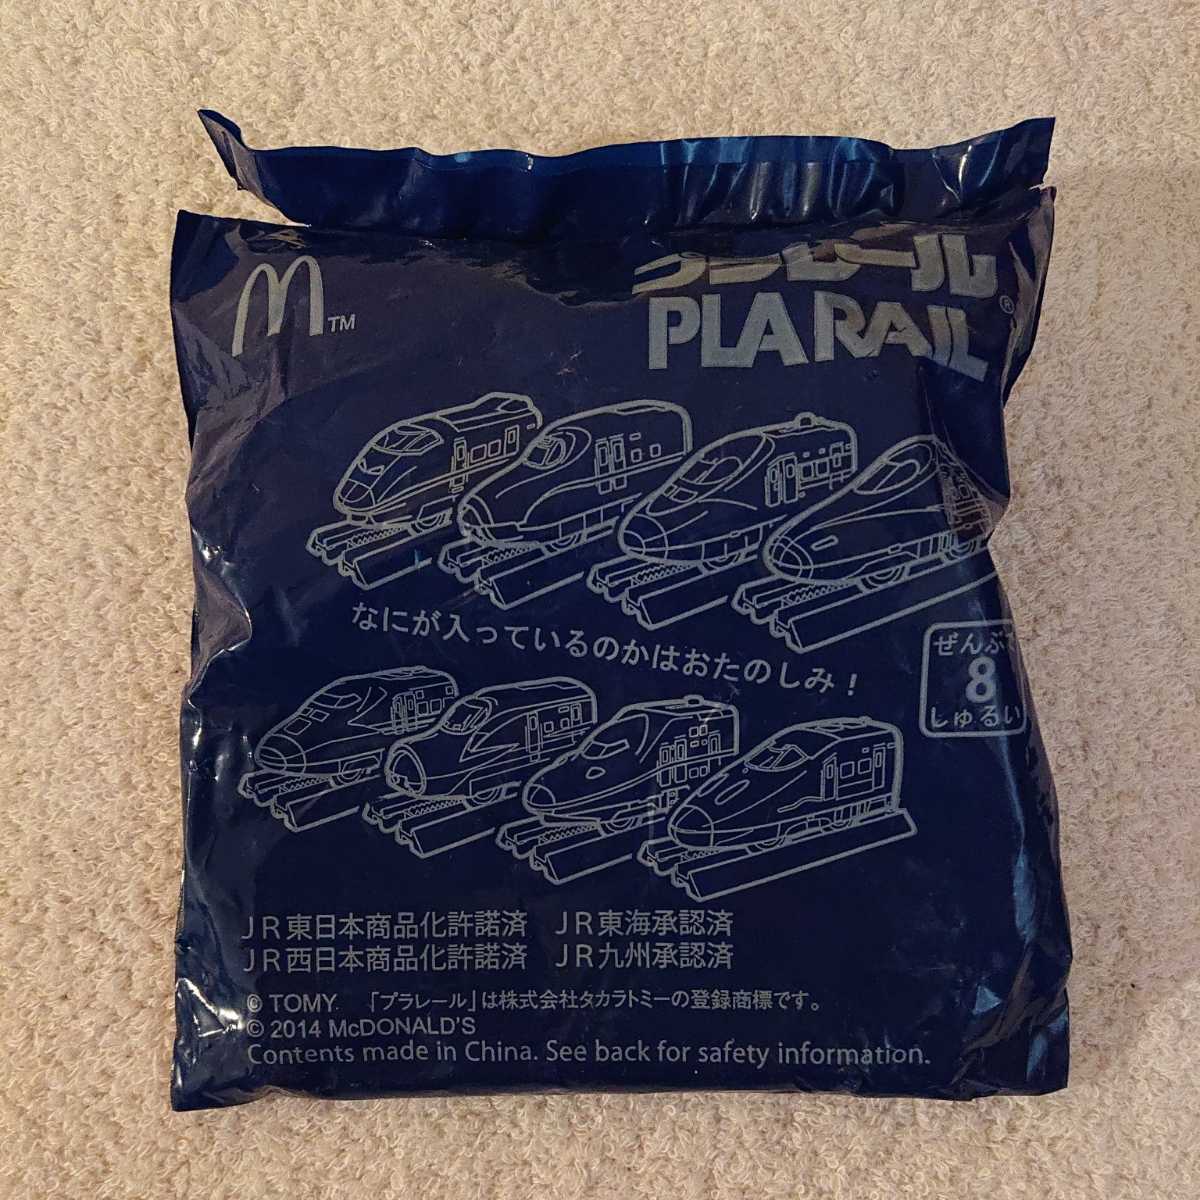 M TM
プラレール
PLARAIL®
なにが入っているのかはおたのしみ！
ぜんぶで
8
しゅるい
JR東日本商品化許諾済　JR東海承認済
JR西日本商品化許諾済　JR九州承認済
© TOMY.　「プラレール」は株式会社タカラトミーの登録商標です。
© 2014 McDONALD'S
Contents made in China. See back for safety information.